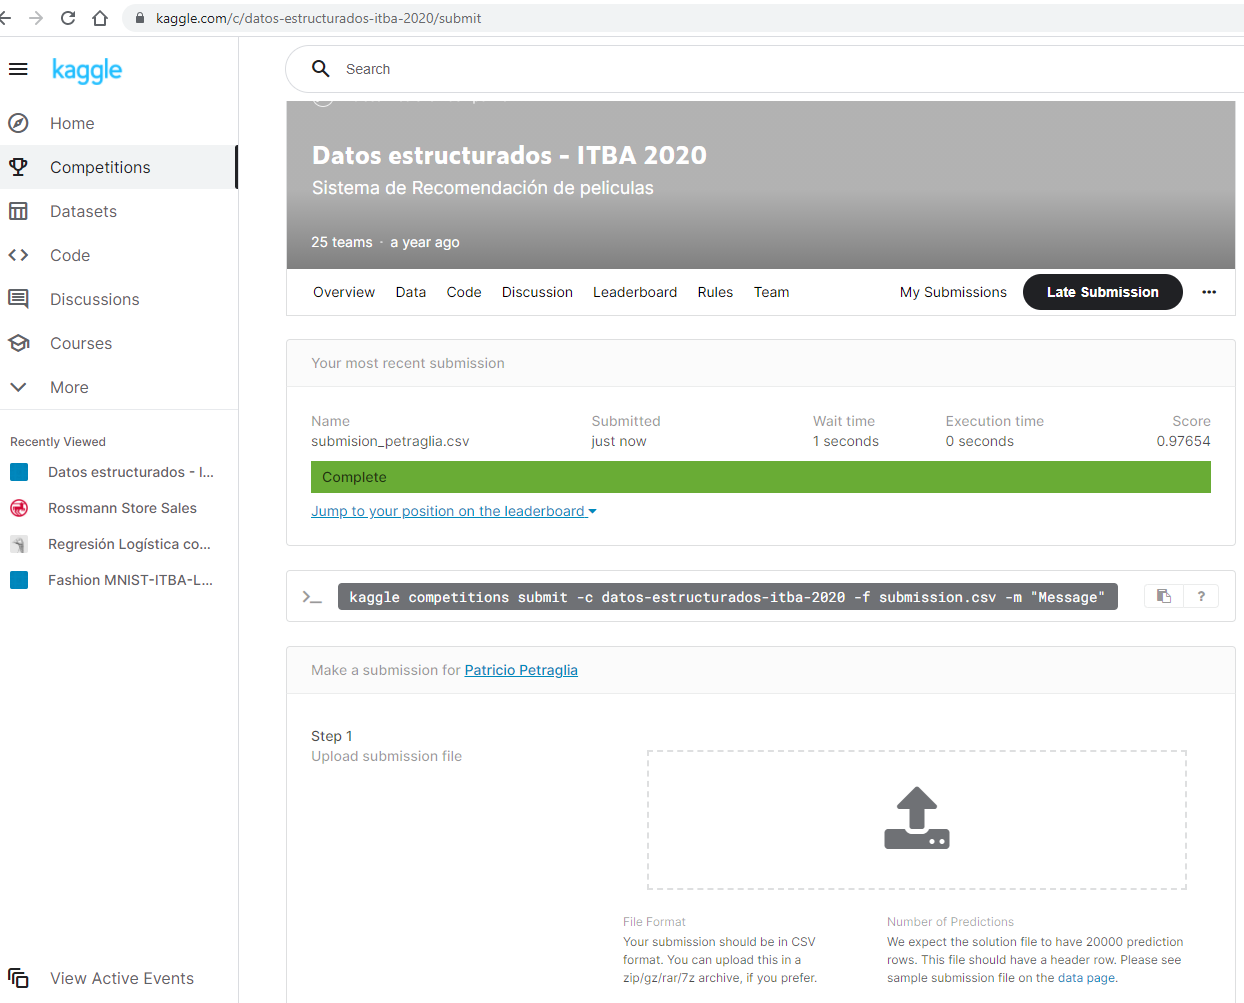 kaggle.com/c/datos-estructurados-itba-2020/submit
kaggle
Search
Home
Competitions
Datasets
Code
Discussions
Courses
More
Recently Viewed
Datos estructurados - I...
Rossmann Store Sales
Regresión Logística co...
Fashion MNIST-ITBA-L...
View Active Events
Datos estructurados - ITBA 2020
Sistema de Recomendación de peliculas
25 teams · a year ago
Overview Data Code Discussion Leaderboard Rules Team My Submissions Late Submission ...
Your most recent submission
Name Submitted Wait time Execution time Score
submision_petraglia.csv just now 1 seconds 0 seconds 0.97654
Complete
Jump to your position on the leaderboard
>_ kaggle competitions submit -c datos-estructurados-itba-2020 -f submission.csv -m "Message" ?
Make a submission for Patricio Petraglia
Step 1
Upload submission file
File Format
Your submission should be in CSV
format. You can upload this in a
zip/gz/rar/7z archive, if you prefer.
Number of Predictions
We expect the solution file to have 20000 prediction
rows. This file should have a header row. Please see
sample submission file on the data page.